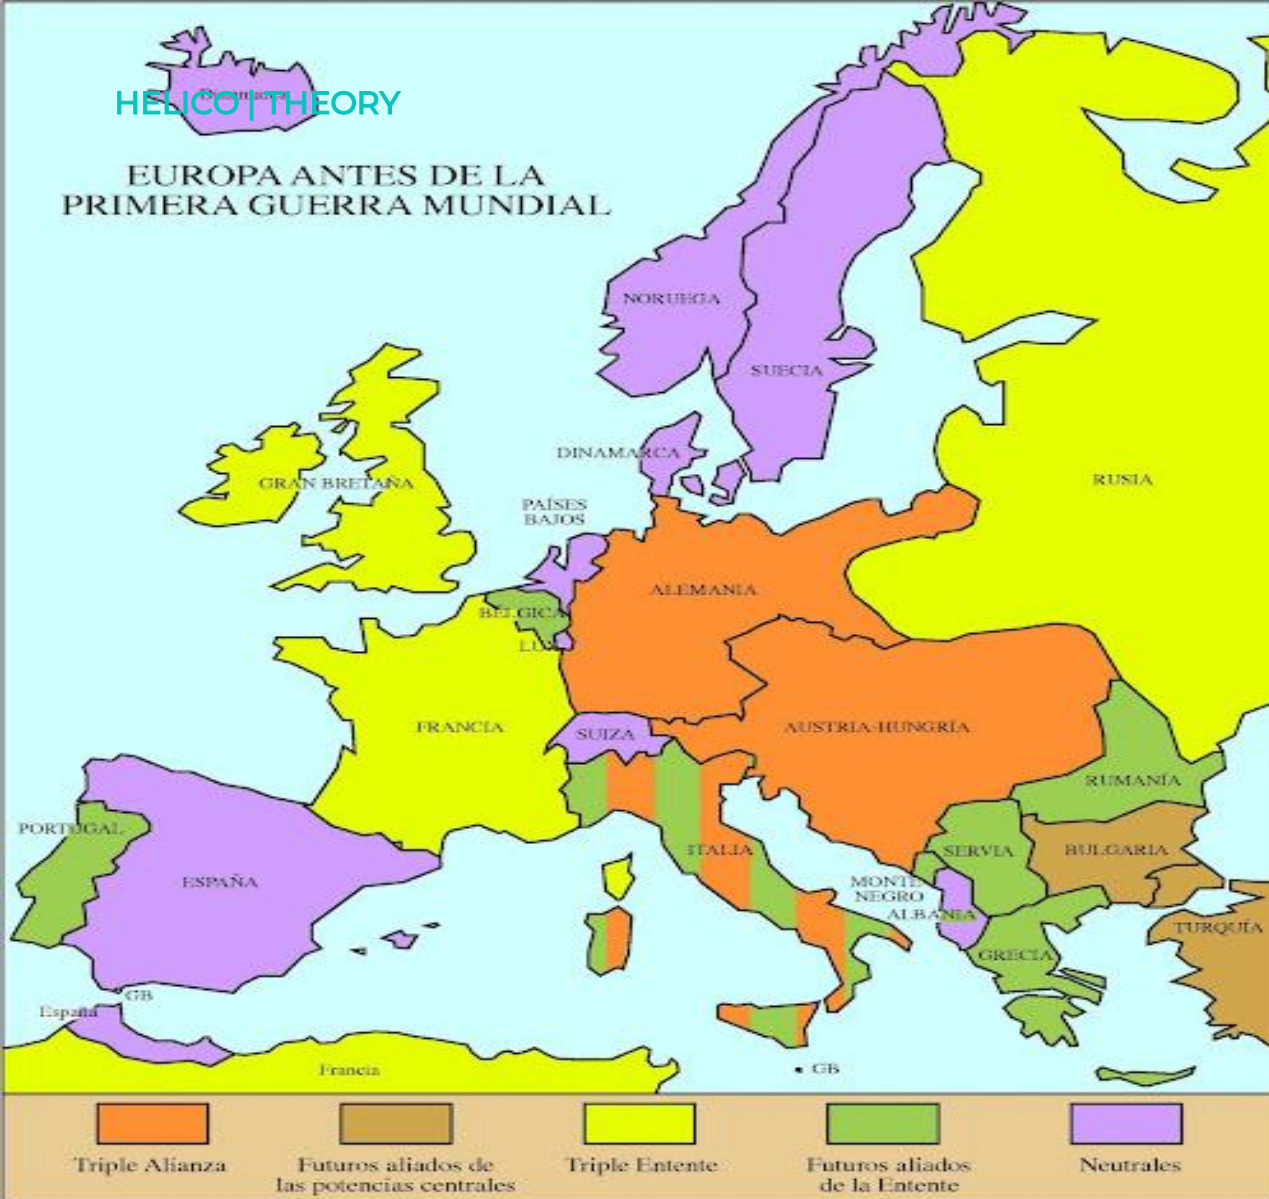 Dinamarca
HELICO | THEORY
EUROPA ANTES DE LA
PRIMERA GUERRA MUNDIAL
NORUEGA
SUECIA
DINAMARCA
GRAN BRETAÑA
RUSIA
PAÍSES
BAJOS
ALEMANIA
BÉLGICA
LUX
FRANCIA
SUIZA
AUSTRIA-HUNGRÍA
RUMANÍA
PORTUGAL
ITALIA
SERVIA
BULGARIA
ESPAÑA
MONTE
NEGRO
ALBANIA
TURQUÍA
GRECIA
GB
España
Francia
GB
Triple Alianza
Futuros aliados de
las potencias centrales
Triple Entente
Futuros aliados
de la Entente
Neutrales